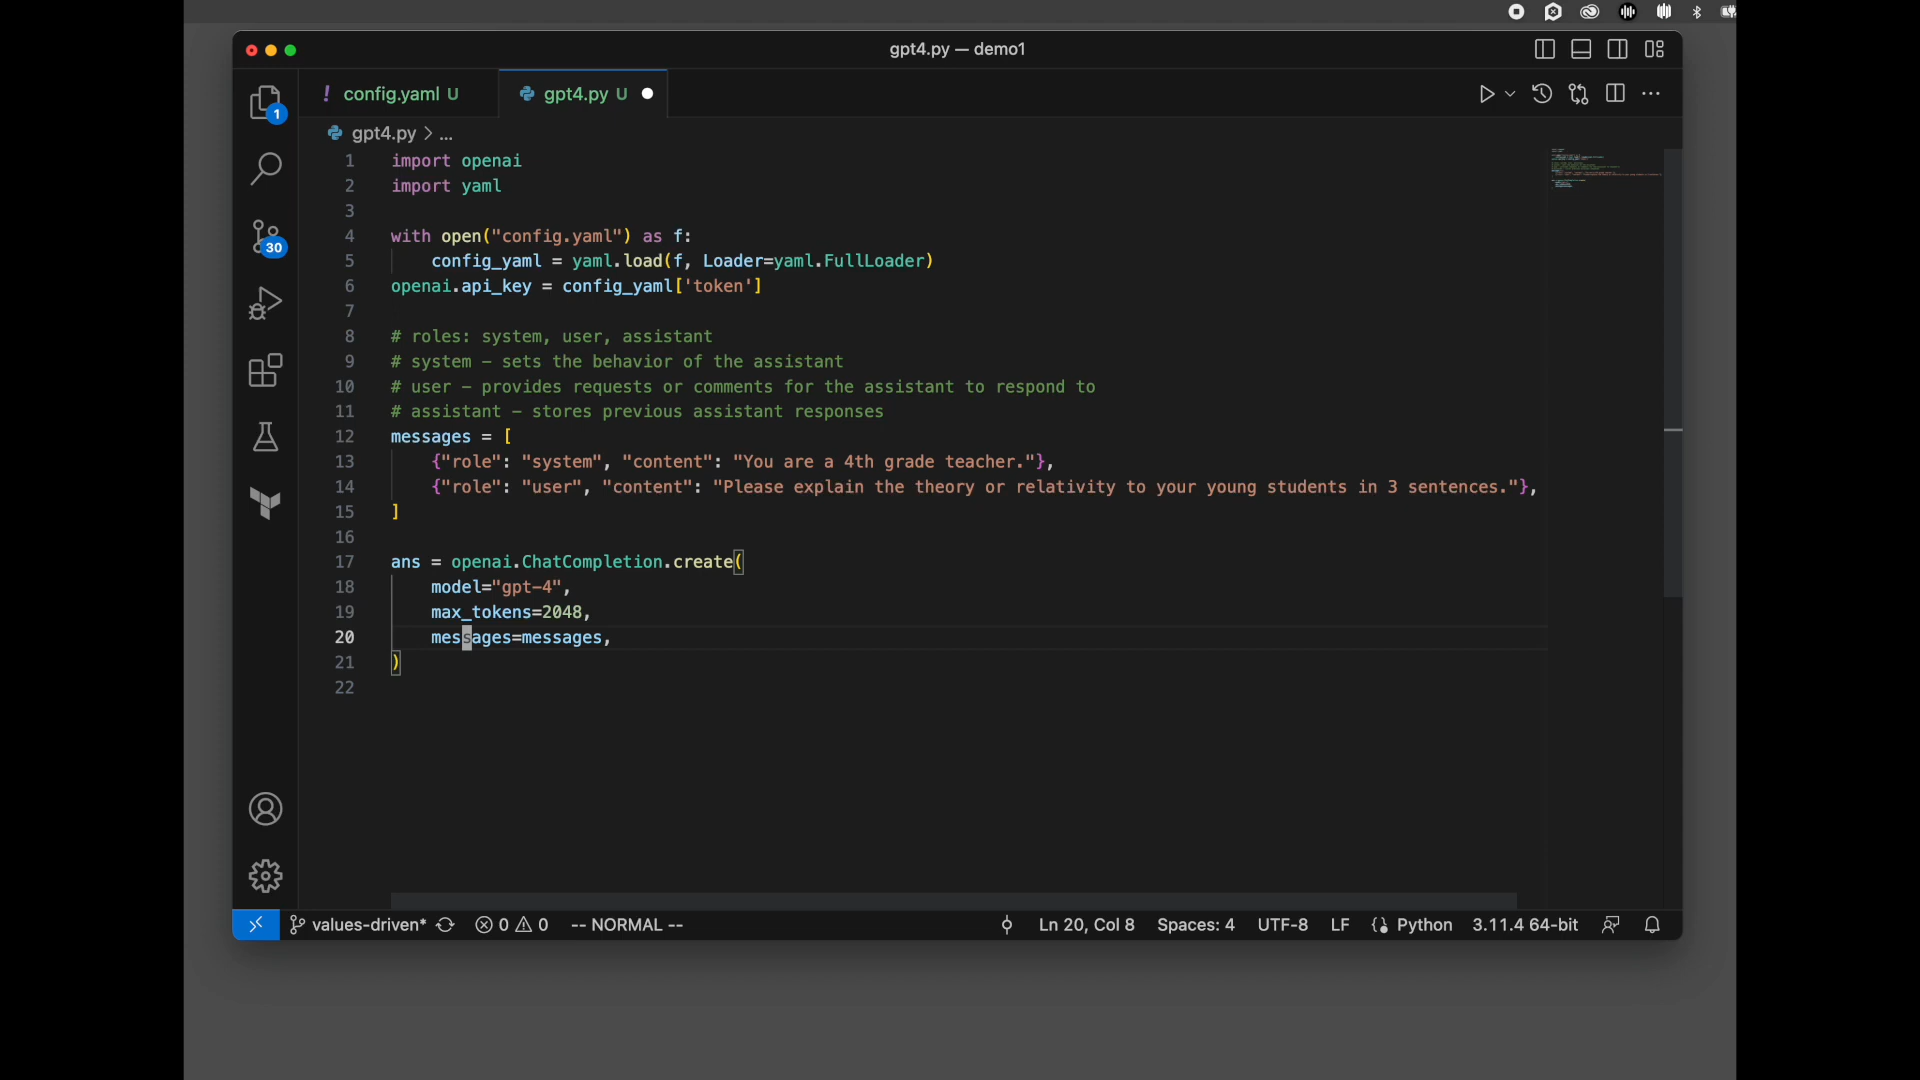 gpt4.py — demo1
! config.yaml U
gpt4.py U
gpt4.py > ...
1
30
1 import openai
2 import yaml
3
4 with open("config.yaml") as f:
5     config_yaml = yaml.load(f, Loader=yaml.FullLoader)
6 openai.api_key = config_yaml['token']
7
8 # roles: system, user, assistant
9 # system – sets the behavior of the assistant
10 # user – provides requests or comments for the assistant to respond to
11 # assistant – stores previous assistant responses
12 messages = [
13     {"role": "system", "content": "You are a 4th grade teacher."},
14     {"role": "user", "content": "Please explain the theory or relativity to your young students in 3 sentences."},
15 ]
16
17 ans = openai.ChatCompletion.create(
18     model="gpt-4",
19     max_tokens=2048,
20     messages=messages,
21 )
22
values-driven* 0 0 -- NORMAL -- Ln 20, Col 8 Spaces: 4 UTF-8 LF {} Python 3.11.4 64-bit